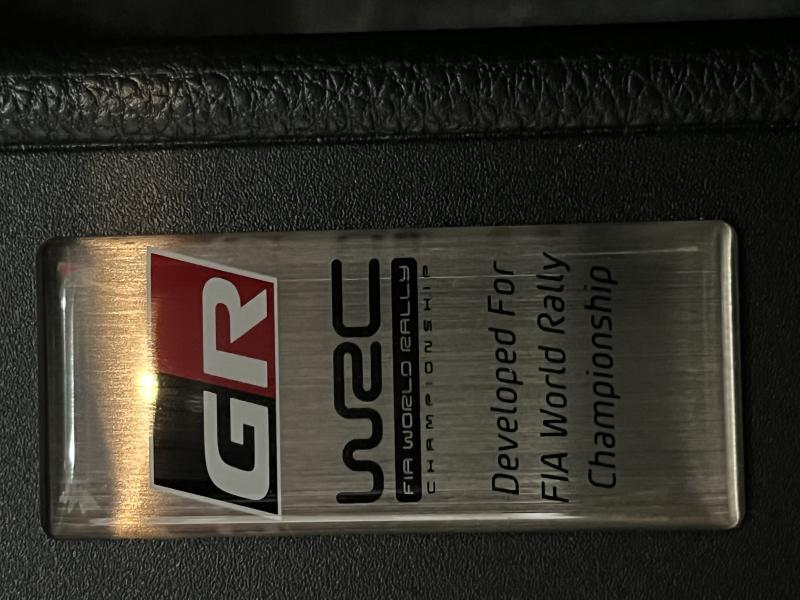 GR
WRC
FIA WORLD RALLY
CHAMPIONSHIP
Developed For
FIA World Rally
Championship